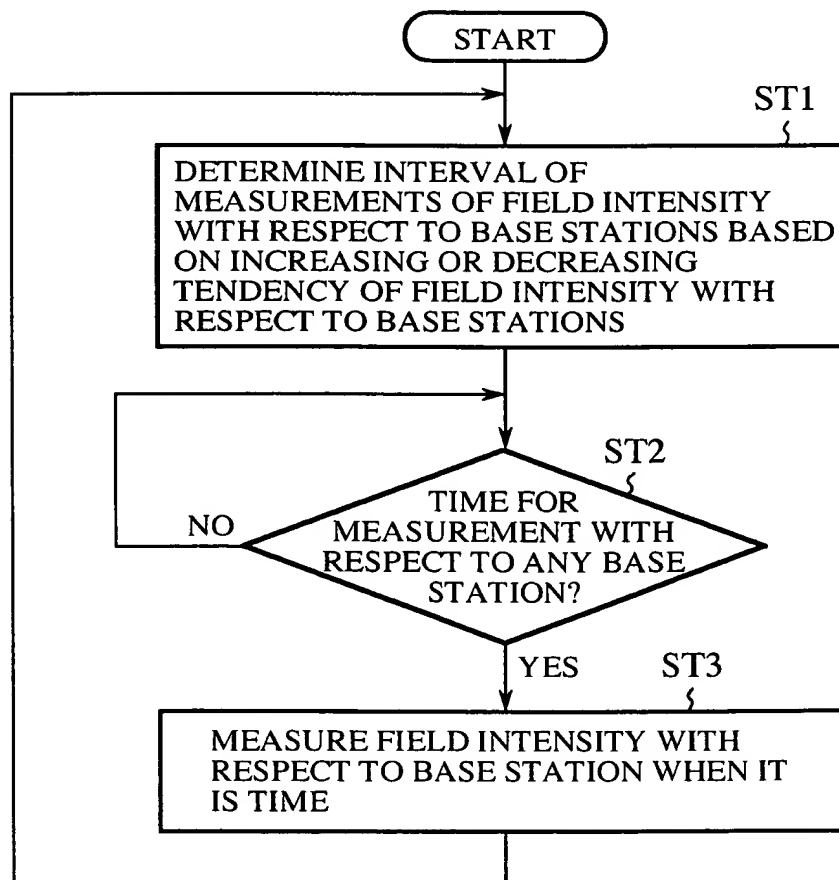 START
ST1
DETERMINE INTERVAL OF
MEASUREMENTS OF FIELD INTENSITY
WITH RESPECT TO BASE STATIONS BASED
ON INCREASING OR DECREASING
TENDENCY OF FIELD INTENSITY WITH
RESPECT TO BASE STATIONS
ST2
TIME FOR
MEASUREMENT WITH
RESPECT TO ANY BASE
STATION?
NO
YES
ST3
MEASURE FIELD INTENSITY WITH
RESPECT TO BASE STATION WHEN IT
IS TIME